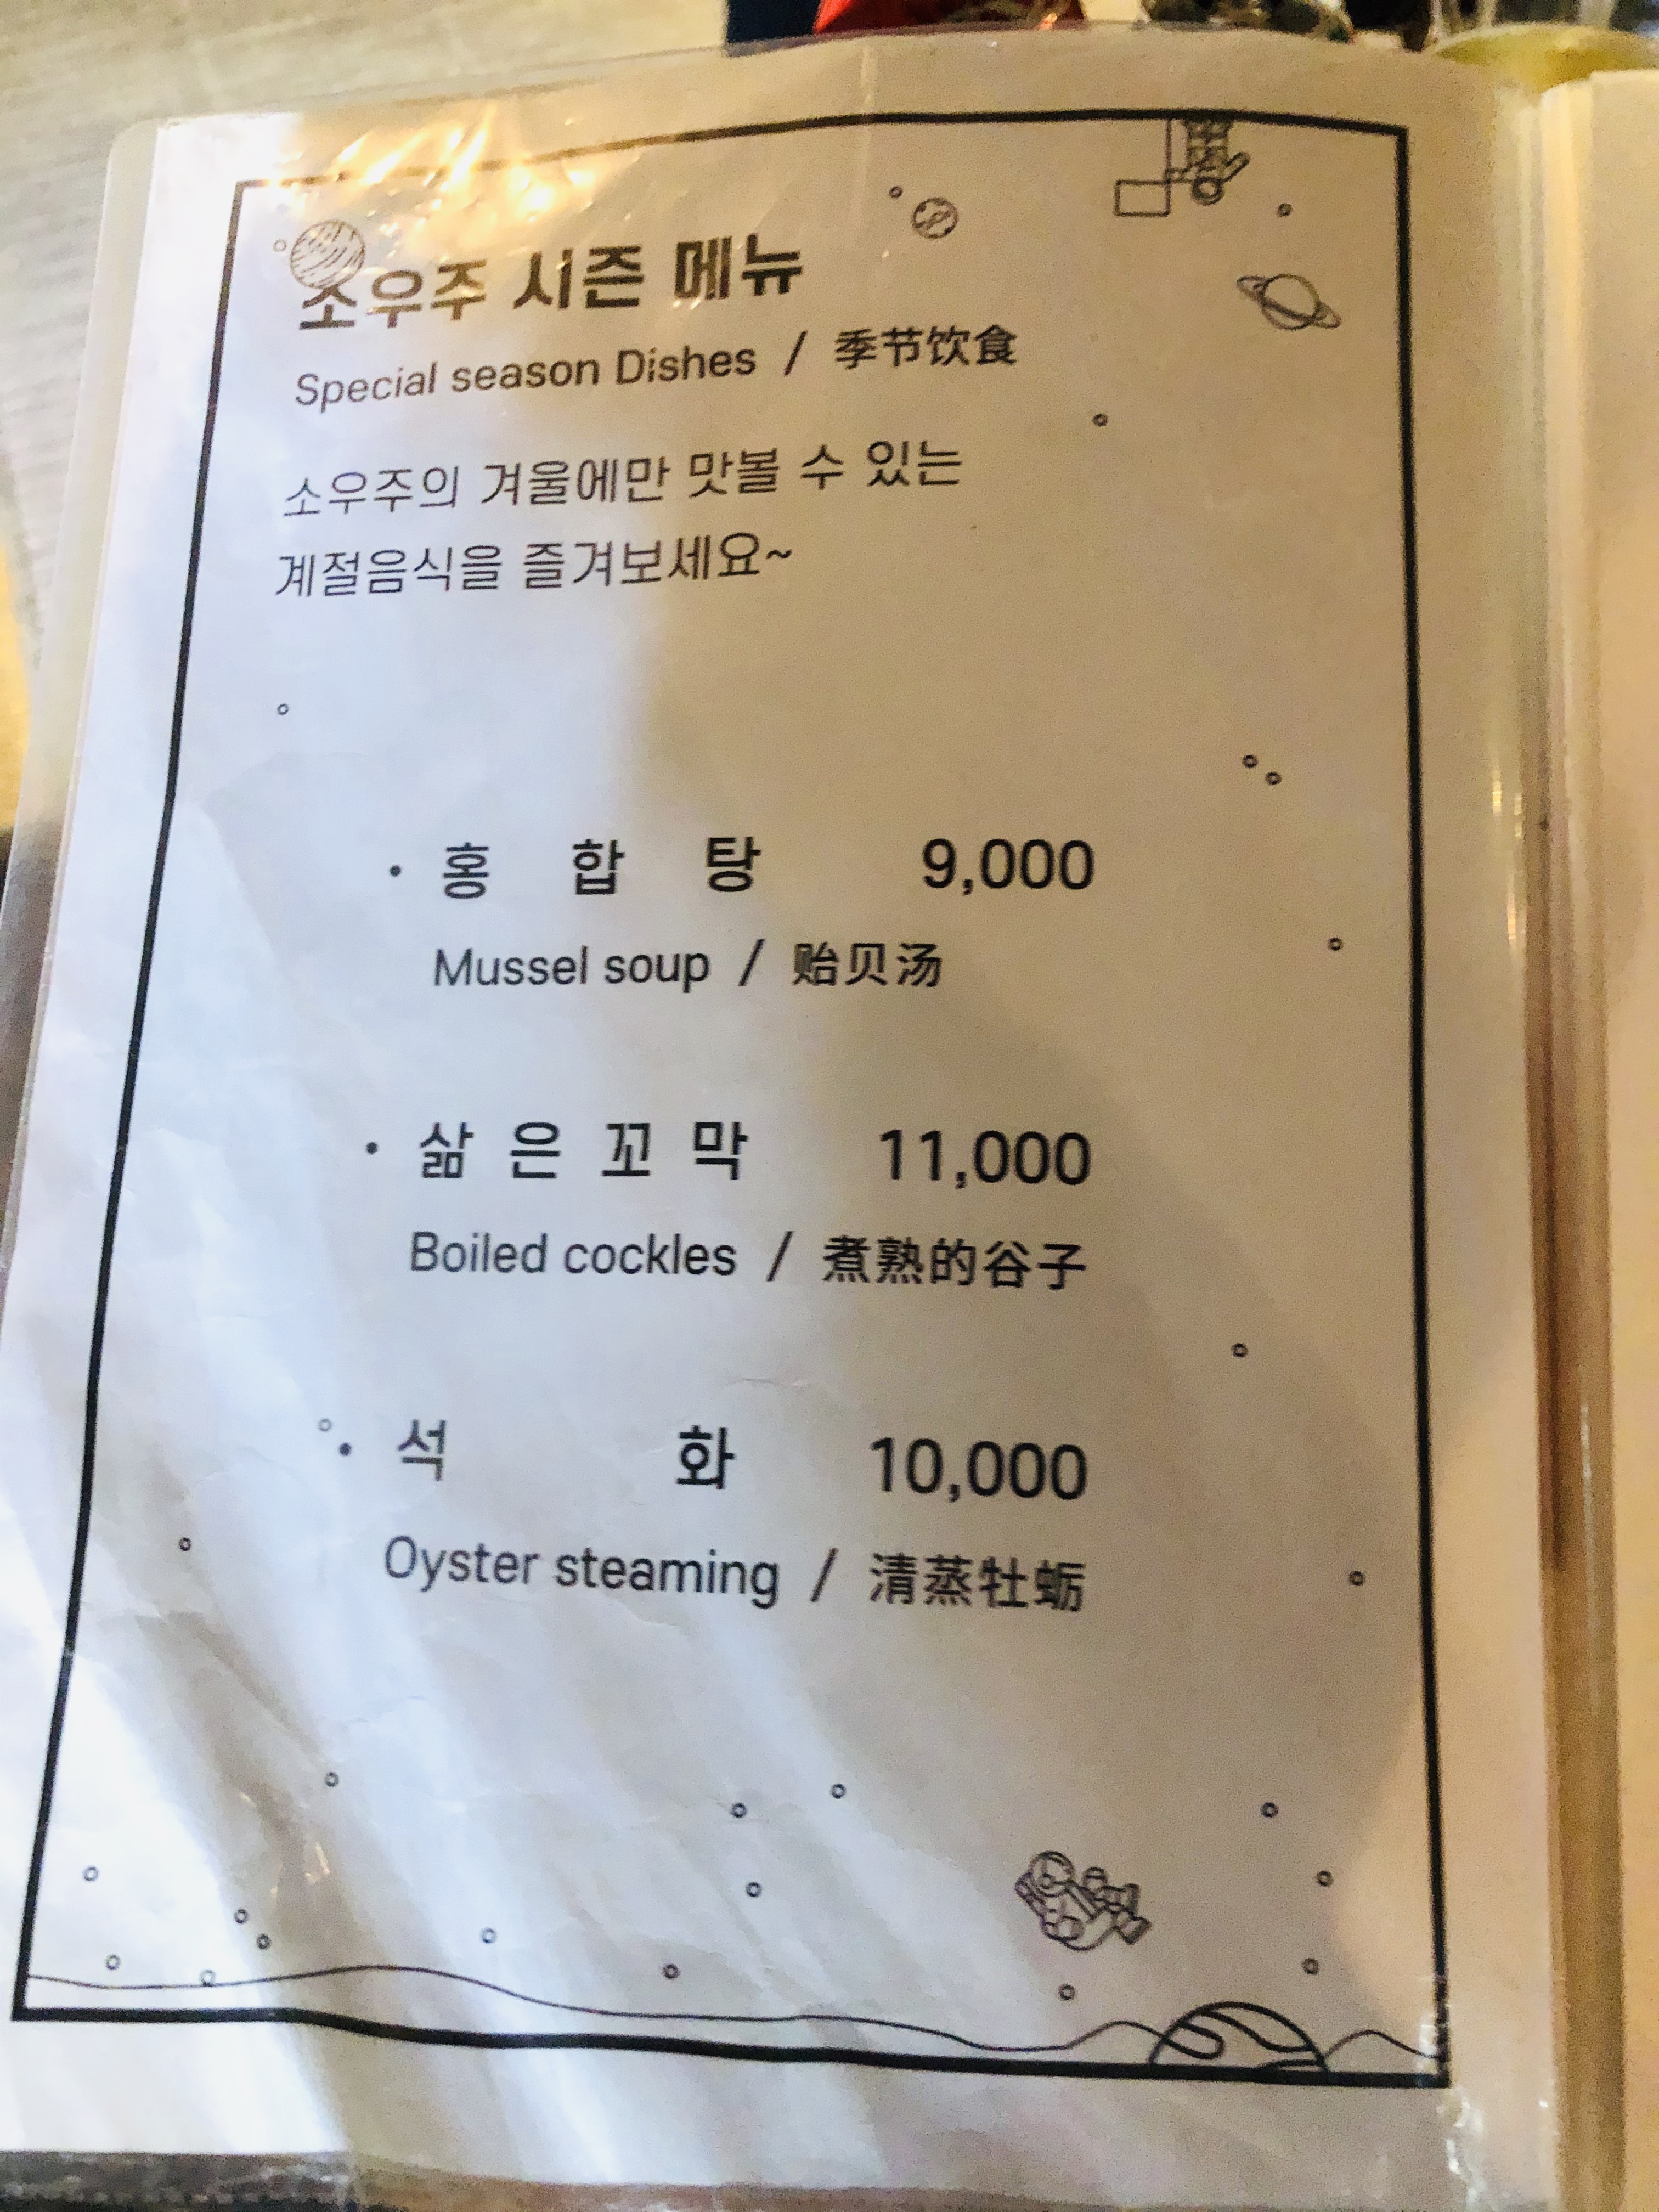 소우주 시즌 메뉴
Special season Dishes / 季节饮食
소우주의 겨울에만 맛볼 수 있는
계절음식을 즐겨보세요~
· 홍 합 탕 9,000
Mussel soup / 贻贝汤
· 삶 은 꼬 막 11,000
Boiled cockles / 煮熟的谷子
· 석 화 10,000
Oyster steaming / 清蒸牡蛎